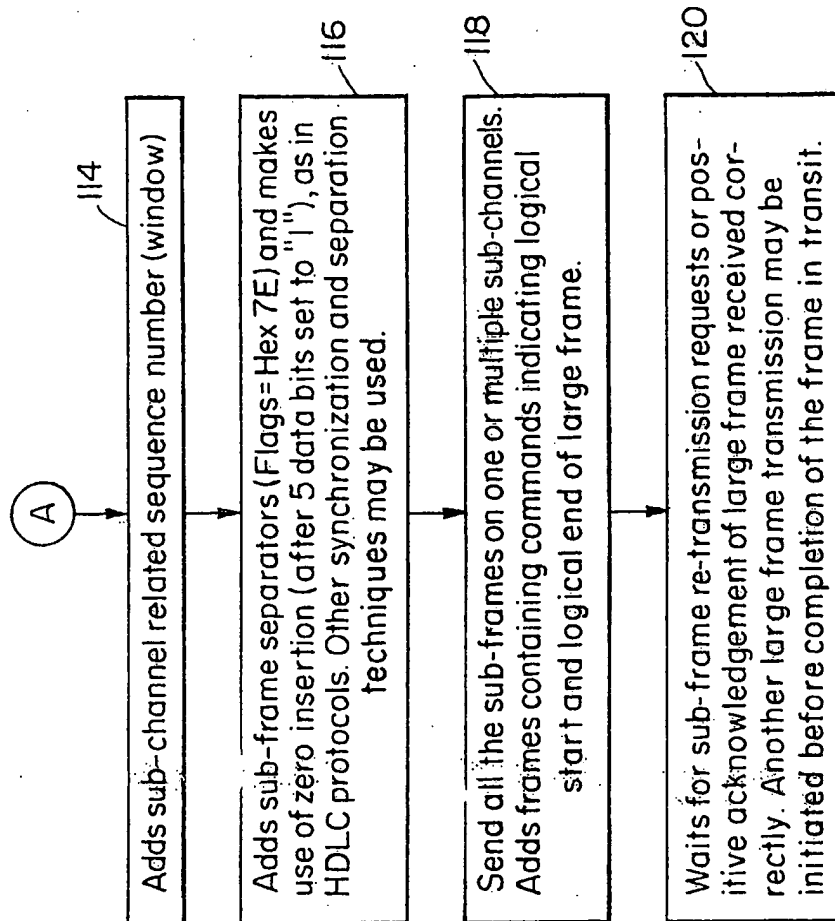 A
114
Adds sub-channel related sequence number (window)
116
Adds sub-frame separators (Flags=Hex 7E) and makes
use of zero insertion (after 5 data bits set to "1"), as in
HDLC protocols. Other synchronization and separation
techniques may be used.
118
Send all the sub-frames on one or multiple sub-channels.
Adds frames containing commands indicating logical
start and logical end of large frame.
120
Waits for sub-frame re-transmission requests or pos-
itive acknowledgement of large frame received cor-
rectly. Another large frame transmission may be
initiated before completion of the frame in transit.